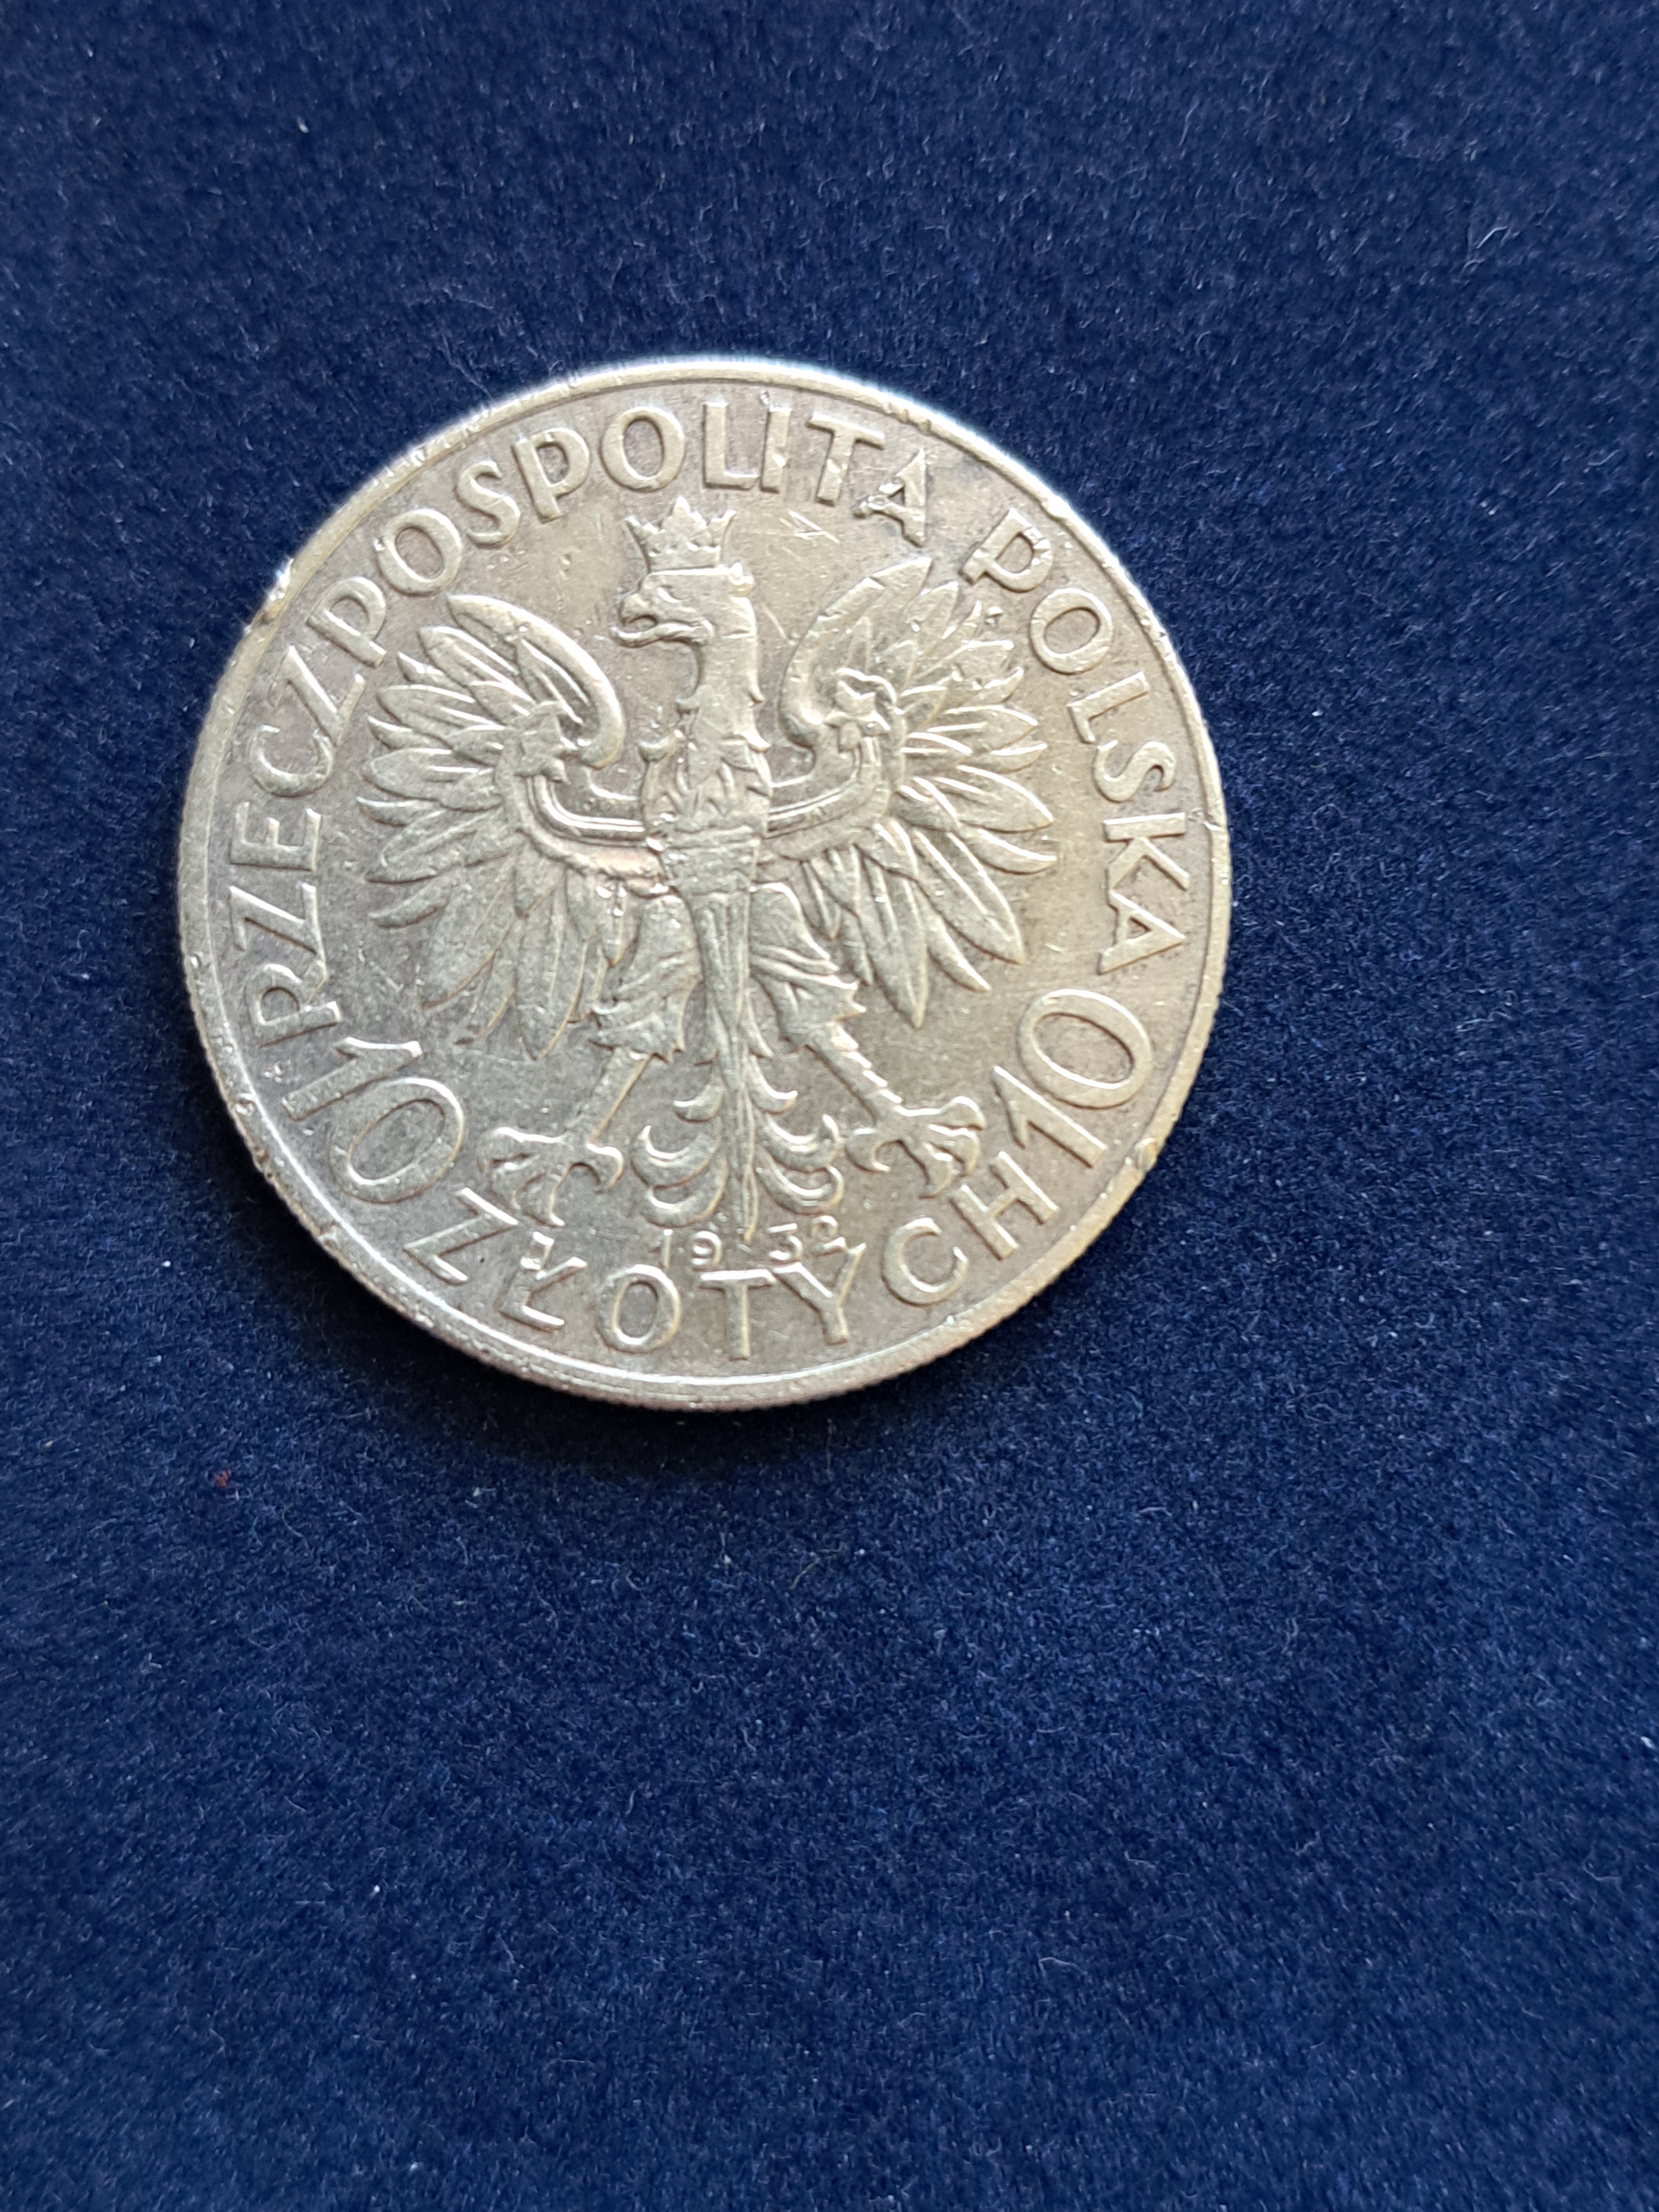 RZECZPOSPOLITA POLSKA
1932
10 ZŁOTYCH 10